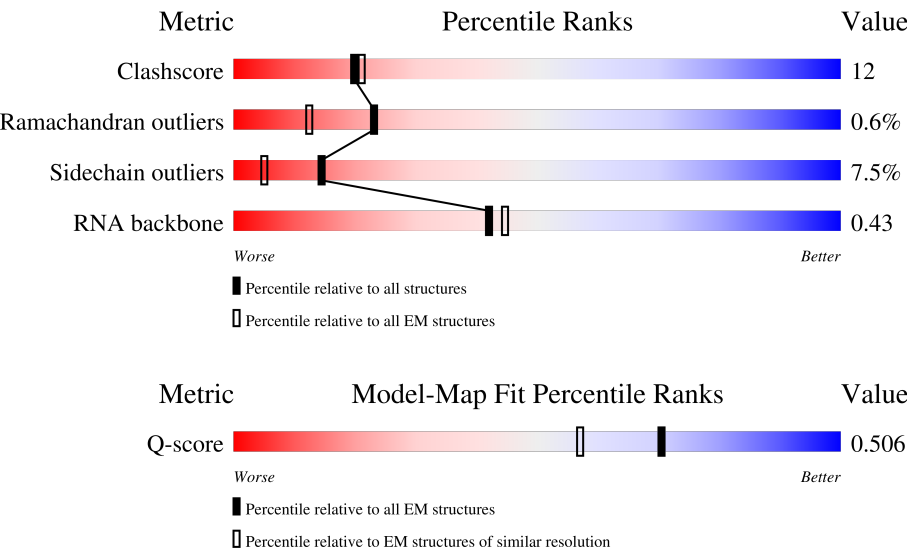 Metric Percentile Ranks Value
Clashscore 12
Ramachandran outliers 0.6%
Sidechain outliers 7.5%
RNA backbone 0.43
Worse Better
Percentile relative to all structures
Percentile relative to all EM structures
Metric Model-Map Fit Percentile Ranks Value
Q-score 0.506
Worse Better
Percentile relative to all EM structures
Percentile relative to EM structures of similar resolution